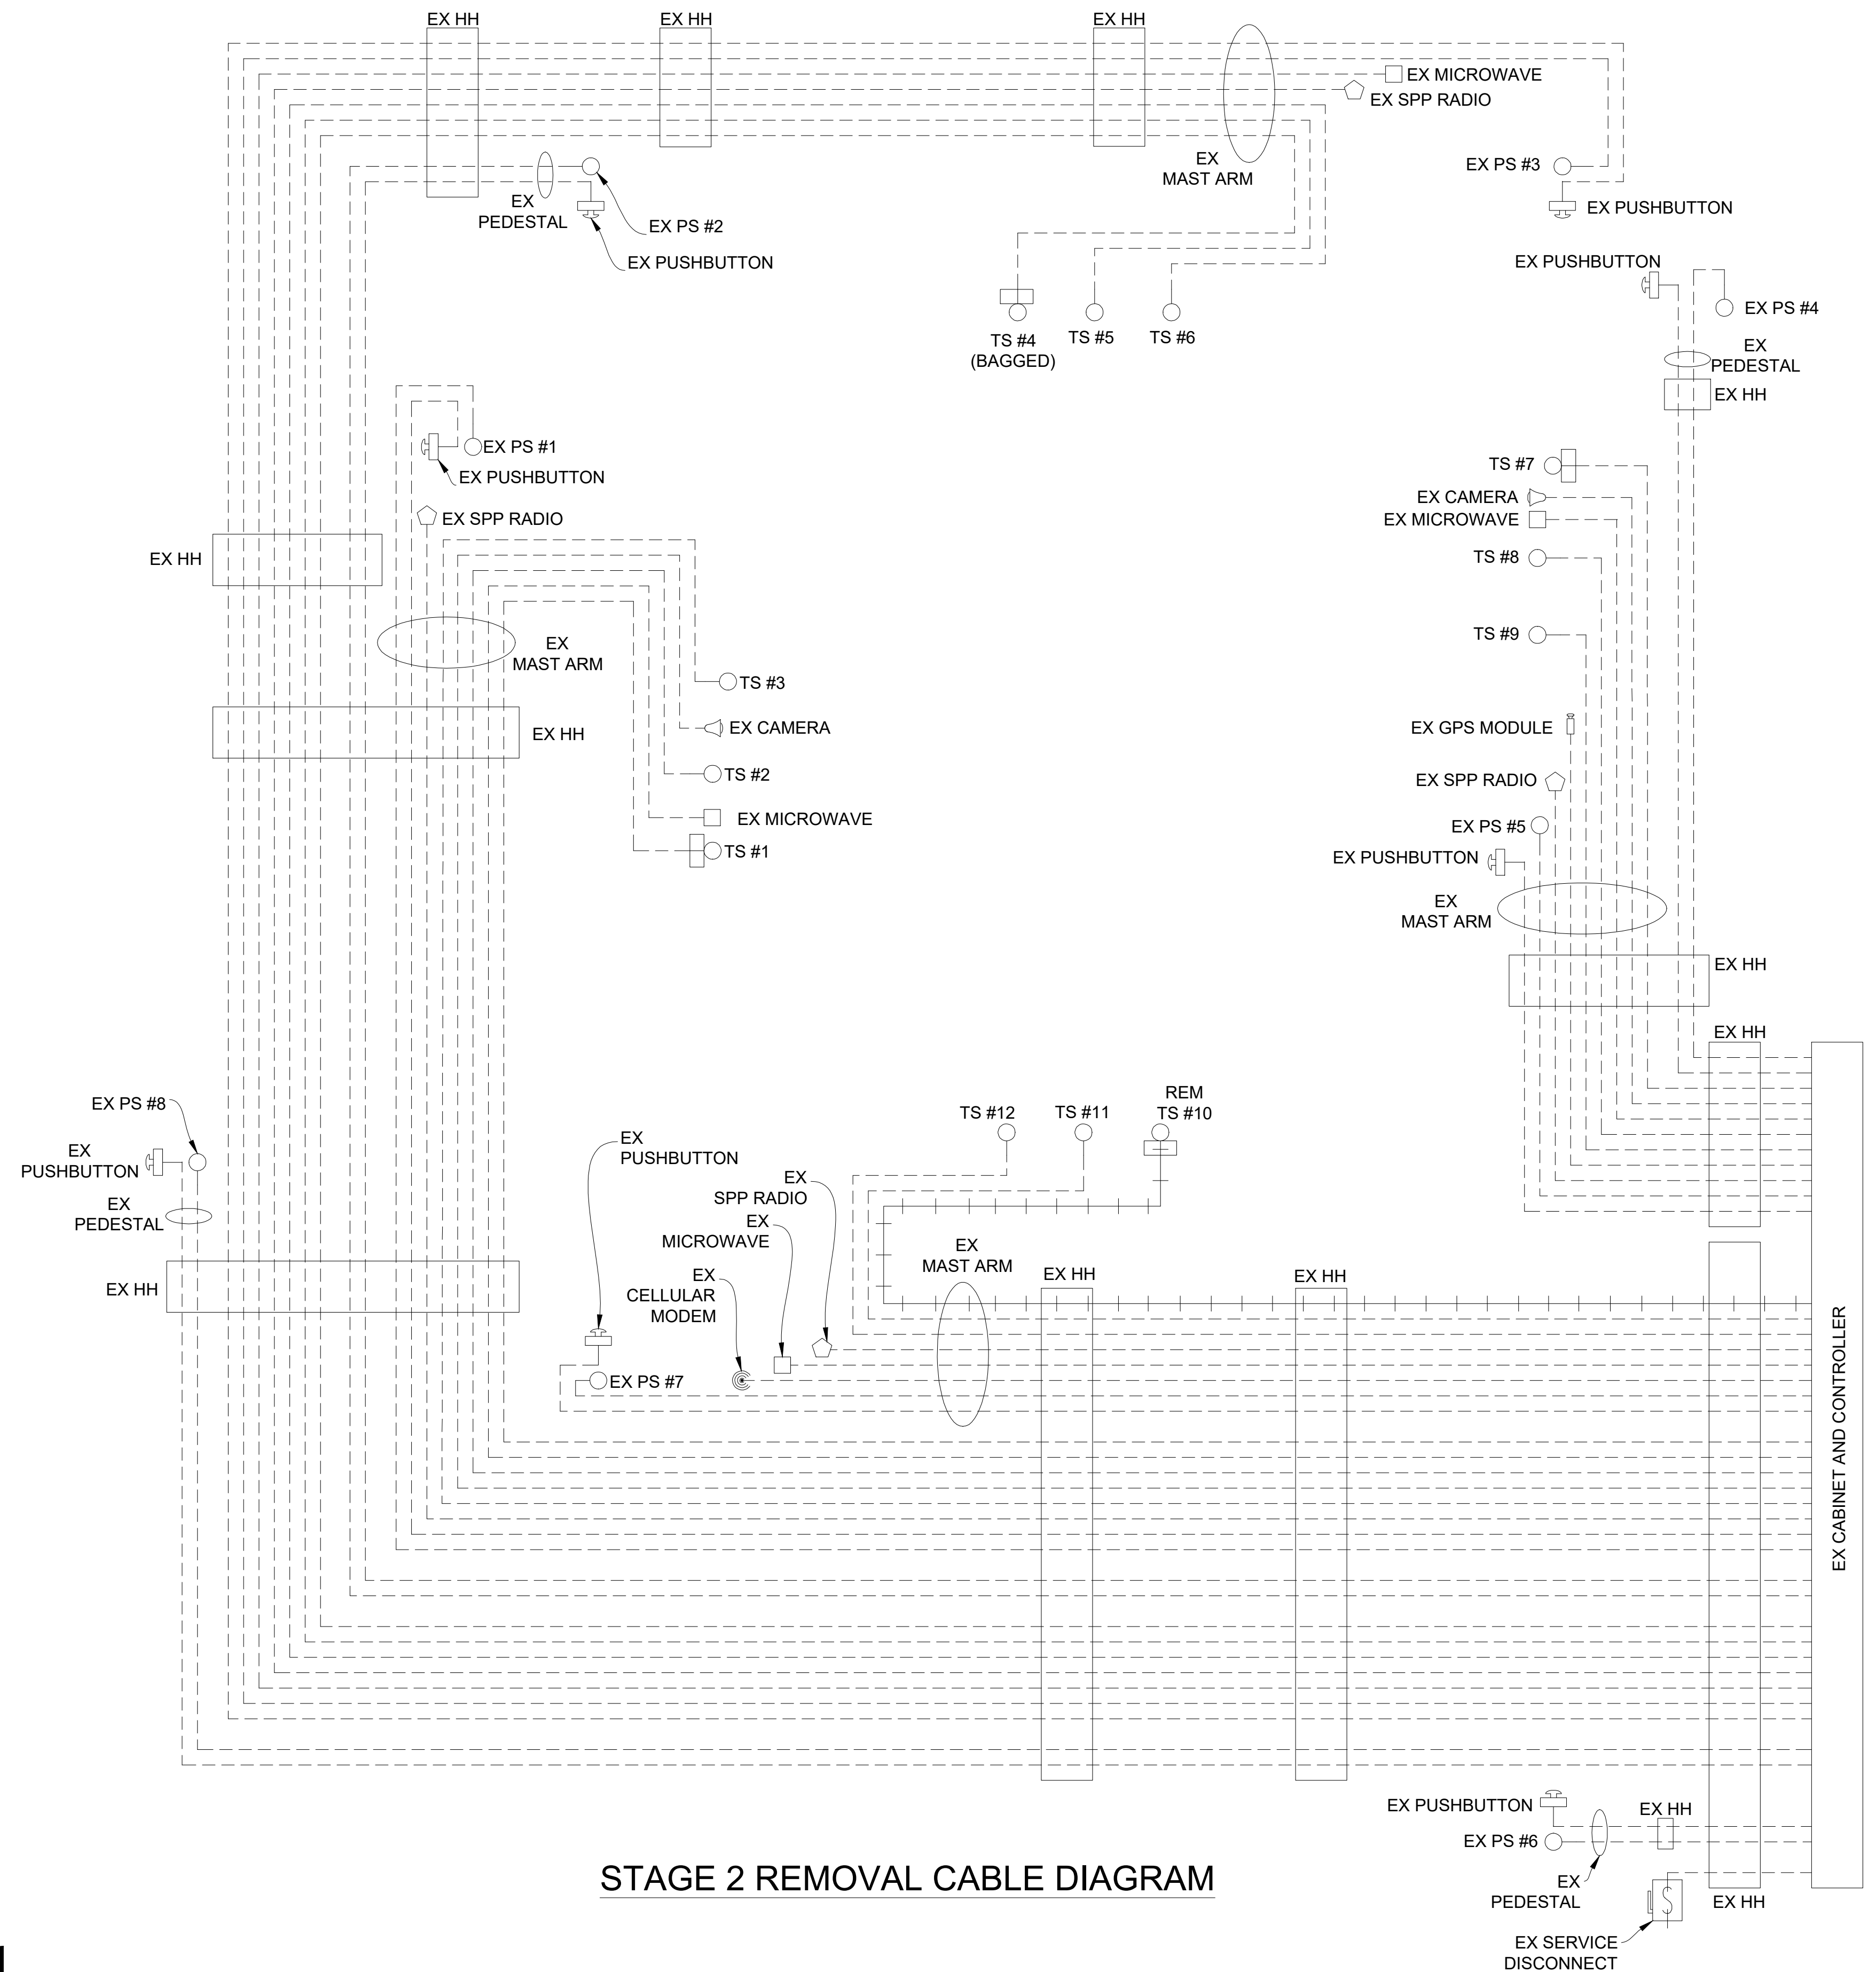 EX HH
EX HH
EX HH
EX MICROWAVE
EX SPP RADIO
EX
MAST ARM
EX PS #3
EX PUSHBUTTON
EX
PEDESTAL
EX PS #2
EX PUSHBUTTON
EX PUSHBUTTON
EX PS #4
TS #4
(BAGGED)
TS #5
TS #6
EX
PEDESTAL
EX HH
EX PS #1
EX PUSHBUTTON
EX SPP RADIO
EX HH
EX
MAST ARM
EX HH
TS #3
EX CAMERA
TS #2
EX MICROWAVE
TS #1
TS #7
EX CAMERA
EX MICROWAVE
TS #8
TS #9
EX GPS MODULE
EX SPP RADIO
EX PS #5
EX PUSHBUTTON
EX
MAST ARM
EX HH
EX HH
EX PS #8
EX
PUSHBUTTON
EX
PEDESTAL
EX HH
EX
PUSHBUTTON
EX
SPP RADIO
EX
MICROWAVE
EX
CELLULAR
MODEM
EX PS #7
TS #12
TS #11
REM
TS #10
EX
MAST ARM
EX HH
EX HH
EX CABINET AND CONTROLLER
EX PUSHBUTTON
EX HH
EX PS #6
EX
PEDESTAL
EX HH
EX SERVICE
DISCONNECT
S
STAGE 2 REMOVAL CABLE DIAGRAM